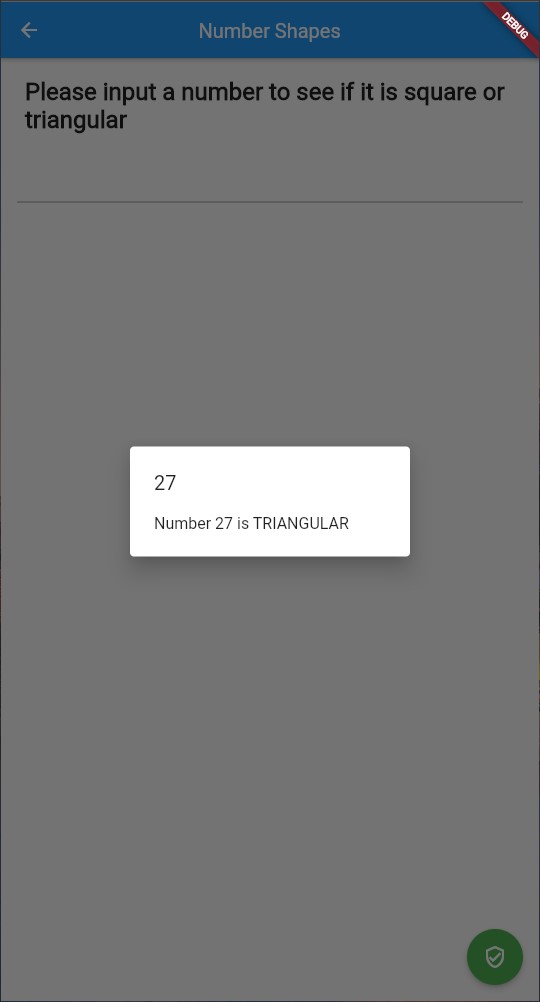 Number Shapes
DEBUG
Please input a number to see if it is square or
triangular
27
Number 27 is TRIANGULAR